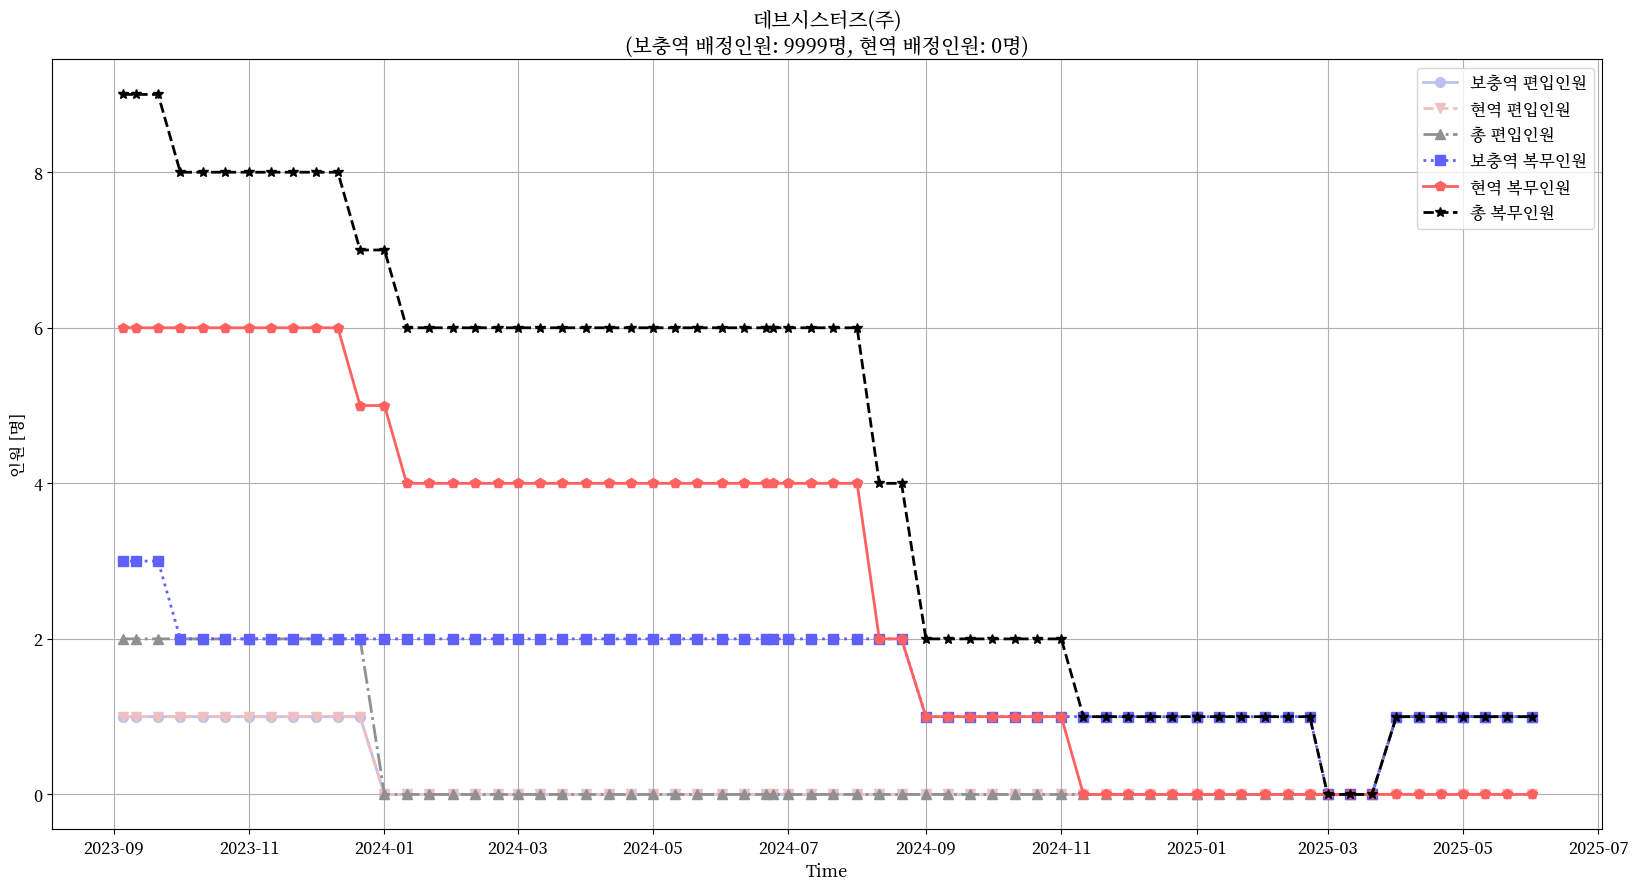 데브시스터즈(주)
(보충역 배정인원: 9999명, 현역 배정인원: 0명)
보충역 편입인원
현역 편입인원
총 편입인원
보충역 복무인원
현역 복무인원
총 복무인원
인원 [명]
8
6
4
2
0
2023-09
2023-11
2024-01
2024-03
2024-05
2024-07
2024-09
2024-11
2025-01
2025-03
2025-05
2025-07
Time